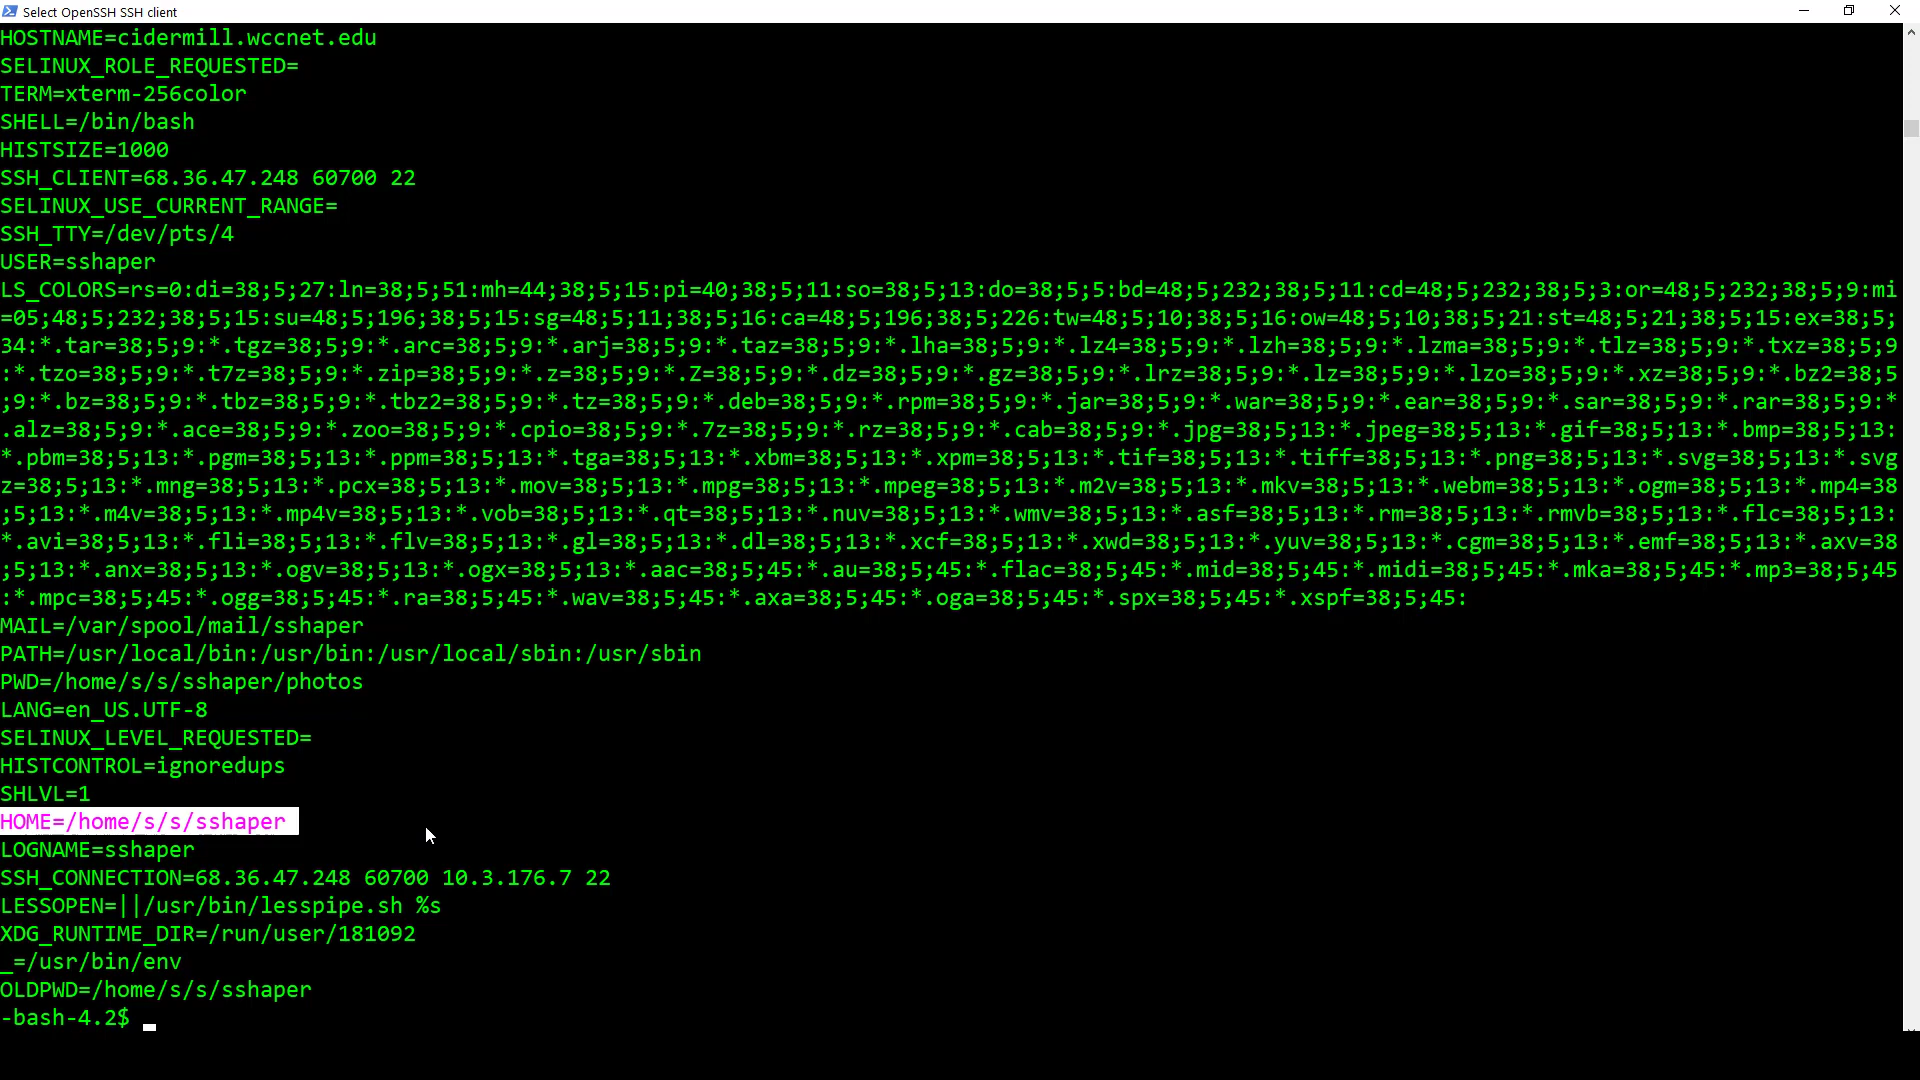 Select OpenSSH SSH client
HOSTNAME=cidermill.wccnet.edu
SELINUX_ROLE_REQUESTED=
TERM=xterm-256color
SHELL=/bin/bash
HISTSIZE=1000
SSH_CLIENT=68.36.47.248 60700 22
SELINUX_USE_CURRENT_RANGE=
SSH_TTY=/dev/pts/4
USER=sshaper
LS_COLORS=rs=0:di=38;5;27:ln=38;5;51:mh=44;38;5;15:pi=40;38;5;11:so=38;5;13:do=38;5;5:bd=48;5;232;38;5;11:cd=48;5;232;38;5;3:or=48;5;232;38;5;9:mi
=05;48;5;232;38;5;15:su=48;5;196;38;5;15:sg=48;5;11;38;5;16:ca=48;5;196;38;5;226:tw=48;5;10;38;5;16:ow=48;5;10;38;5;21:st=48;5;21;38;5;15:ex=38;5;
34:*.tar=38;5;9:*.tgz=38;5;9:*.arc=38;5;9:*.arj=38;5;9:*.taz=38;5;9:*.lha=38;5;9:*.lz4=38;5;9:*.lzh=38;5;9:*.lzma=38;5;9:*.tlz=38;5;9:*.txz=38;5;9
:*.tzo=38;5;9:*.t7z=38;5;9:*.zip=38;5;9:*.z=38;5;9:*.Z=38;5;9:*.dz=38;5;9:*.gz=38;5;9:*.lrz=38;5;9:*.lz=38;5;9:*.lzo=38;5;9:*.xz=38;5;9:*.bz2=38;5
;9:*.bz=38;5;9:*.tbz=38;5;9:*.tbz2=38;5;9:*.tz=38;5;9:*.deb=38;5;9:*.rpm=38;5;9:*.jar=38;5;9:*.war=38;5;9:*.ear=38;5;9:*.sar=38;5;9:*.rar=38;5;9:*
.alz=38;5;9:*.ace=38;5;9:*.zoo=38;5;9:*.cpio=38;5;9:*.7z=38;5;9:*.rz=38;5;9:*.cab=38;5;9:*.jpg=38;5;13:*.jpeg=38;5;13:*.gif=38;5;13:*.bmp=38;5;13:
*.pbm=38;5;13:*.pgm=38;5;13:*.ppm=38;5;13:*.tga=38;5;13:*.xbm=38;5;13:*.xpm=38;5;13:*.tif=38;5;13:*.tiff=38;5;13:*.png=38;5;13:*.svg=38;5;13:*.svg
z=38;5;13:*.mng=38;5;13:*.pcx=38;5;13:*.mov=38;5;13:*.mpg=38;5;13:*.mpeg=38;5;13:*.m2v=38;5;13:*.mkv=38;5;13:*.webm=38;5;13:*.ogm=38;5;13:*.mp4=38
;5;13:*.m4v=38;5;13:*.mp4v=38;5;13:*.vob=38;5;13:*.qt=38;5;13:*.nuv=38;5;13:*.wmv=38;5;13:*.asf=38;5;13:*.rm=38;5;13:*.rmvb=38;5;13:*.flc=38;5;13:
*.avi=38;5;13:*.fli=38;5;13:*.flv=38;5;13:*.gl=38;5;13:*.dl=38;5;13:*.xcf=38;5;13:*.xwd=38;5;13:*.yuv=38;5;13:*.cgm=38;5;13:*.emf=38;5;13:*.axv=38
;5;13:*.anx=38;5;13:*.ogv=38;5;13:*.ogx=38;5;13:*.aac=38;5;45:*.au=38;5;45:*.flac=38;5;45:*.mid=38;5;45:*.midi=38;5;45:*.mka=38;5;45:*.mp3=38;5;45
:*.mpc=38;5;45:*.ogg=38;5;45:*.ra=38;5;45:*.wav=38;5;45:*.axa=38;5;45:*.oga=38;5;45:*.spx=38;5;45:*.xspf=38;5;45:
MAIL=/var/spool/mail/sshaper
PATH=/usr/local/bin:/usr/bin:/usr/local/sbin:/usr/sbin
PWD=/home/s/s/sshaper/photos
LANG=en_US.UTF-8
SELINUX_LEVEL_REQUESTED=
HISTCONTROL=ignoredups
SHLVL=1
HOME=/home/s/s/sshaper
LOGNAME=sshaper
SSH_CONNECTION=68.36.47.248 60700 10.3.176.7 22
LESSOPEN=||/usr/bin/lesspipe.sh %s
XDG_RUNTIME_DIR=/run/user/181092
_=/usr/bin/env
OLDPWD=/home/s/s/sshaper
-bash-4.2$